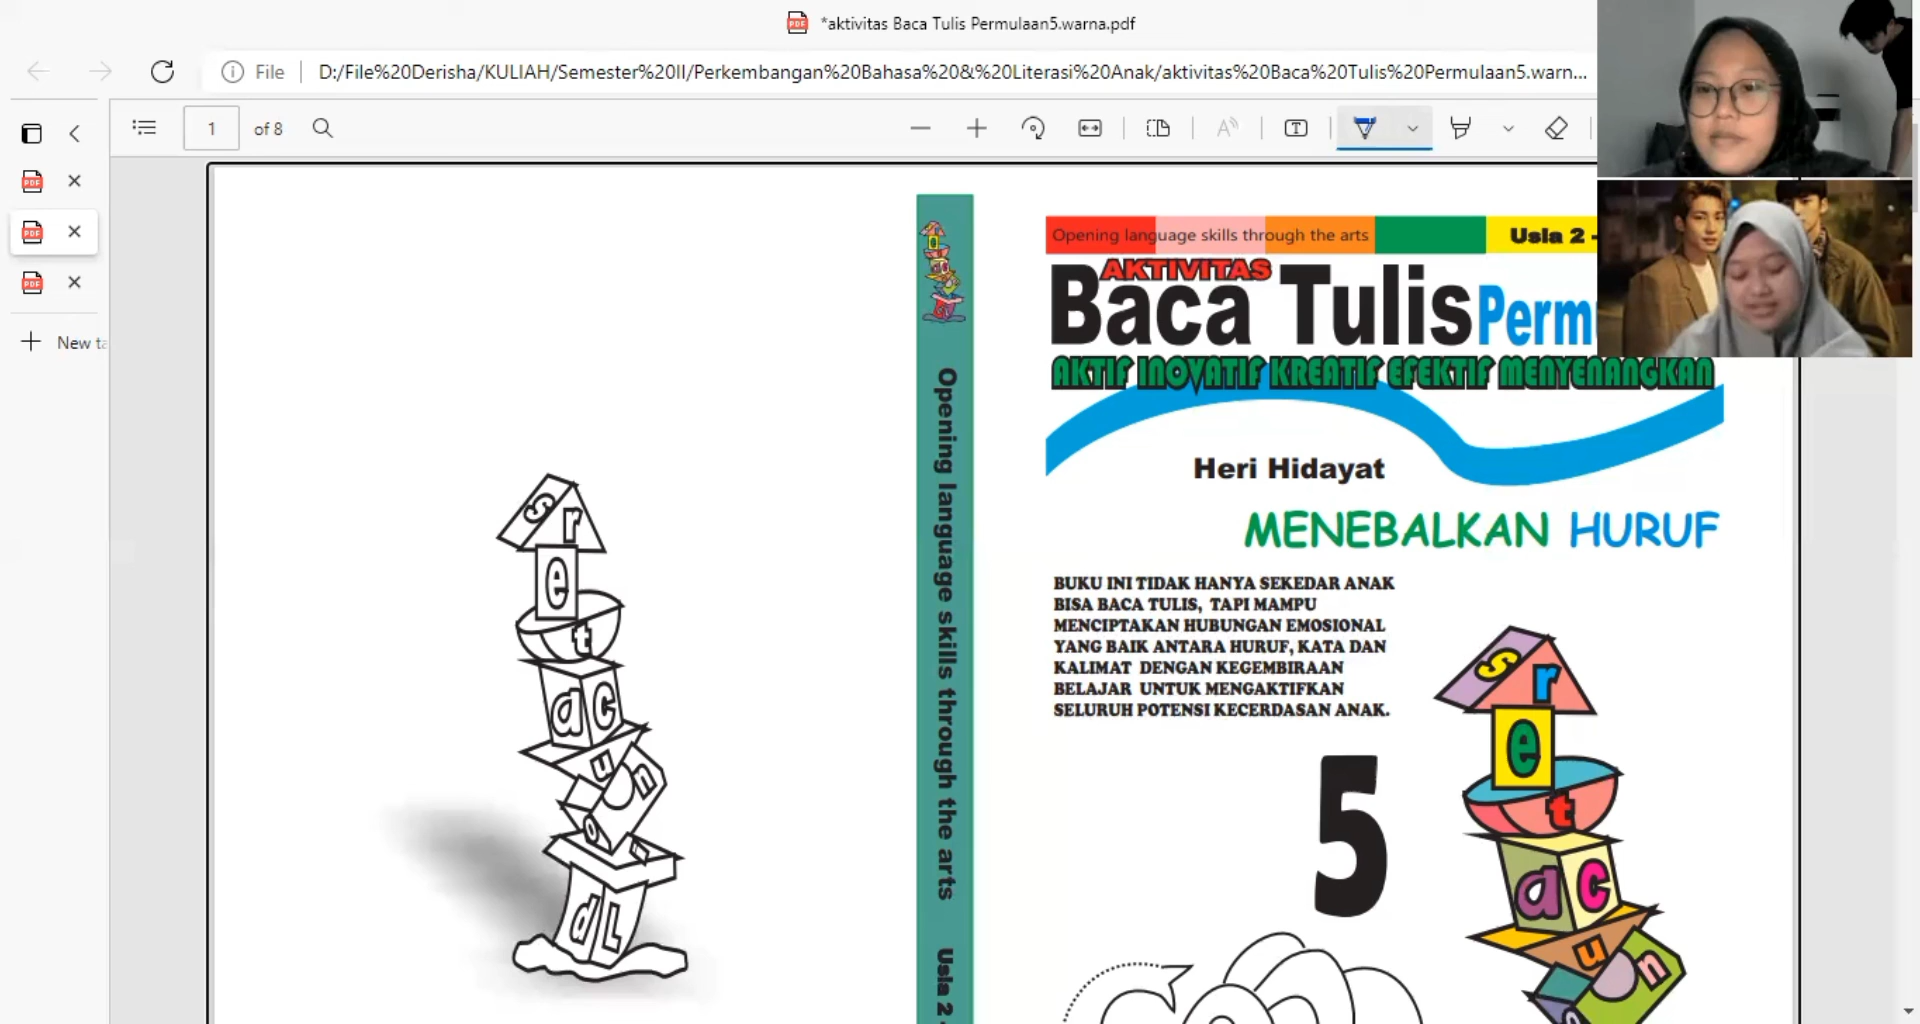 *aktivitas Baca Tulis Permulaan5.warna.pdf
File
D:/File%20Derisha/KULIAH/Semester%20II/Perkembangan%20Bahasa%20&%20Literasi%20Anak/aktivitas%20Baca%20Tulis%20Permulaan5.warn...
1 of 8
New
Opening language skills through the arts Usia 2
Opening language skills through the arts
Usia 2 -
AKTIVITAS
Baca Tulis
AKTIF INOVATIF KREATIF EFEKTIF MENYENANGKAN
Heri Hidayat
MENEBALKAN HURUF
BUKU INI TIDAK HANYA SEKEDAR ANAK
BISA BACA TULIS, TAPI MAMPU
MENCIPTAKAN HUBUNGAN EMOSIONAL
YANG BAIK ANTARA HURUF, KATA DAN
KALIMAT DENGAN KEGEMBIRAAN
BELAJAR UNTUK MENGAKTIFKAN
SELURUH POTENSI KECERDASAN ANAK.
5
s r
e
t
a c
u n
d L
s r
e
t
a c
u n